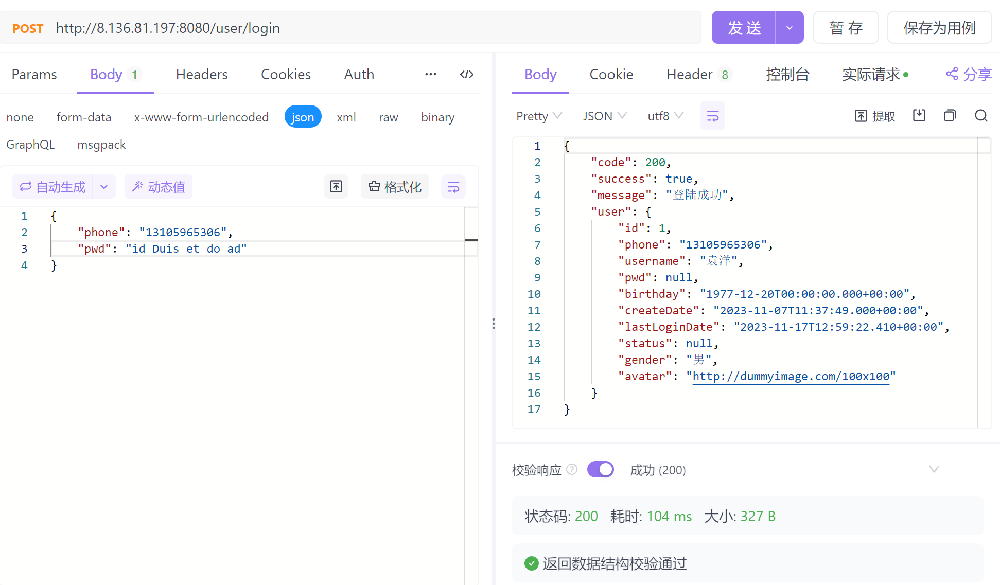 POST http://8.136.81.197:8080/user/login 发 送 暂 存 保存为用例
Params Body 1 Headers Cookies Auth ··· </>
none form-data x-www-form-urlencoded json xml raw binary
GraphQL msgpack
自动生成 动态值 格式化
1 {
2 "phone": "13105965306",
3 "pwd": "id Duis et do ad"
4 }
Body Cookie Header 8 控制台 实际请求 分享
Pretty JSON utf8 提取
1 {
2 "code": 200,
3 "success": true,
4 "message": "登陆成功",
5 "user": {
6 "id": 1,
7 "phone": "13105965306",
8 "username": "袁洋",
9 "pwd": null,
10 "birthday": "1977-12-20T00:00:00.000+00:00",
11 "createDate": "2023-11-07T11:37:49.000+00:00",
12 "lastLoginDate": "2023-11-17T12:59:22.410+00:00",
13 "status": null,
14 "gender": "男",
15 "avatar": "http://dummyimage.com/100x100"
16 }
17 }
校验响应 ? 成功 (200)
状态码: 200 耗时: 104 ms 大小: 327 B
返回数据结构校验通过